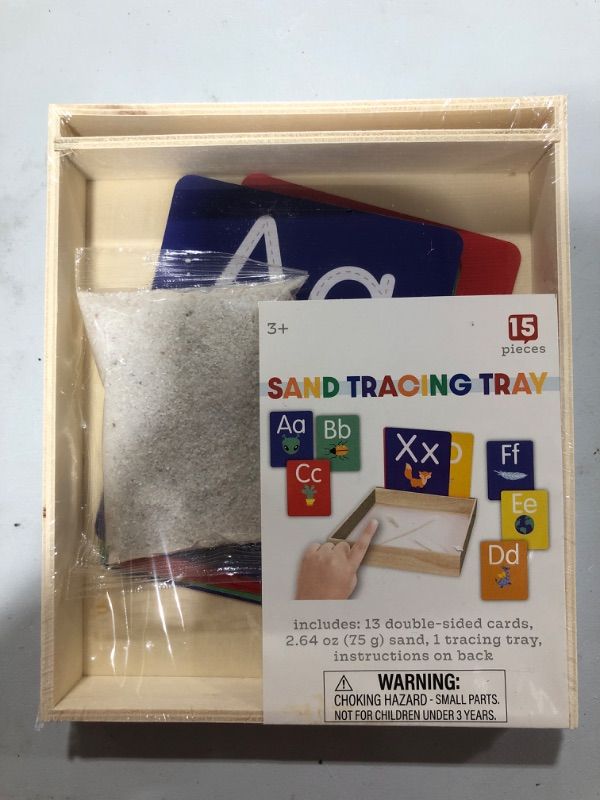 Aa
3+
15
pieces
SAND TRACING TRAY
Aa
Bb
Cc
Xx
Ff
Ee
Dd
includes: 13 double-sided cards,
2.64 oz (75 g) sand, 1 tracing tray,
instructions on back
WARNING:
CHOKING HAZARD - SMALL PARTS.
NOT FOR CHILDREN UNDER 3 YEARS.